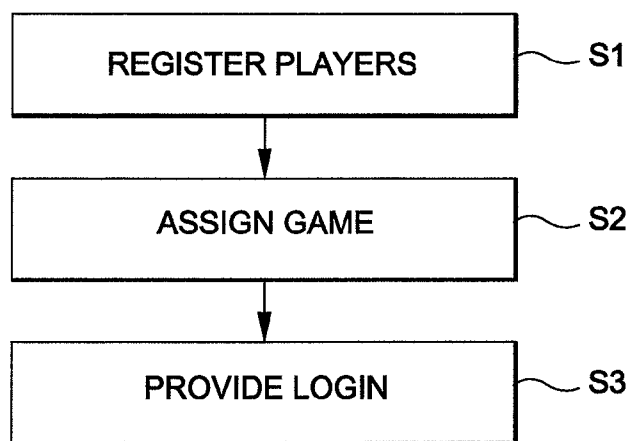 REGISTER PLAYERS S1
ASSIGN GAME S2
PROVIDE LOGIN S3